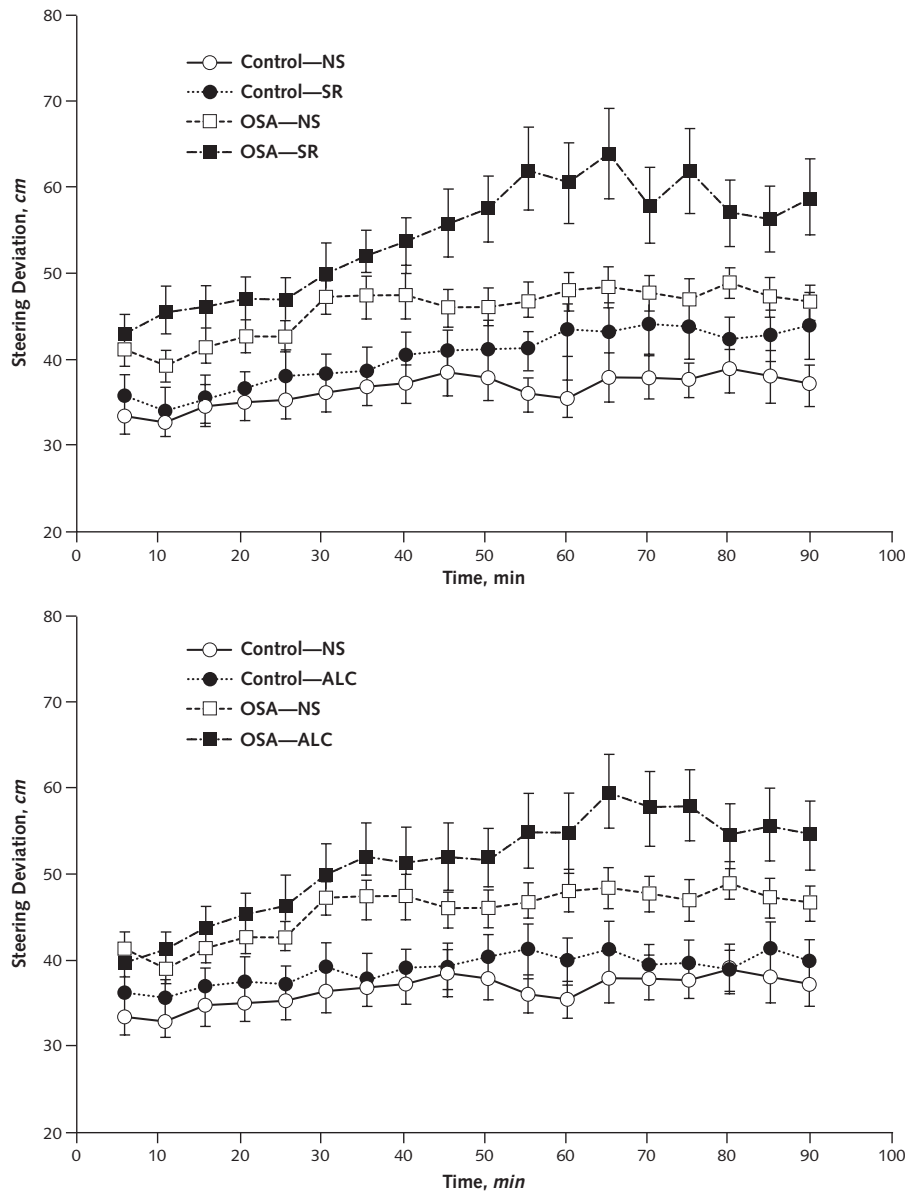 80
Control—NS
Control—SR
OSA—NS
OSA—SR
70
60
50
40
30
20
Steering Deviation, cm
0 10 20 30 40 50 60 70 80 90 100
Time, min
80
Control—NS
Control—ALC
OSA—NS
OSA—ALC
70
60
50
40
30
20
Steering Deviation, cm
0 10 20 30 40 50 60 70 80 90 100
Time, min